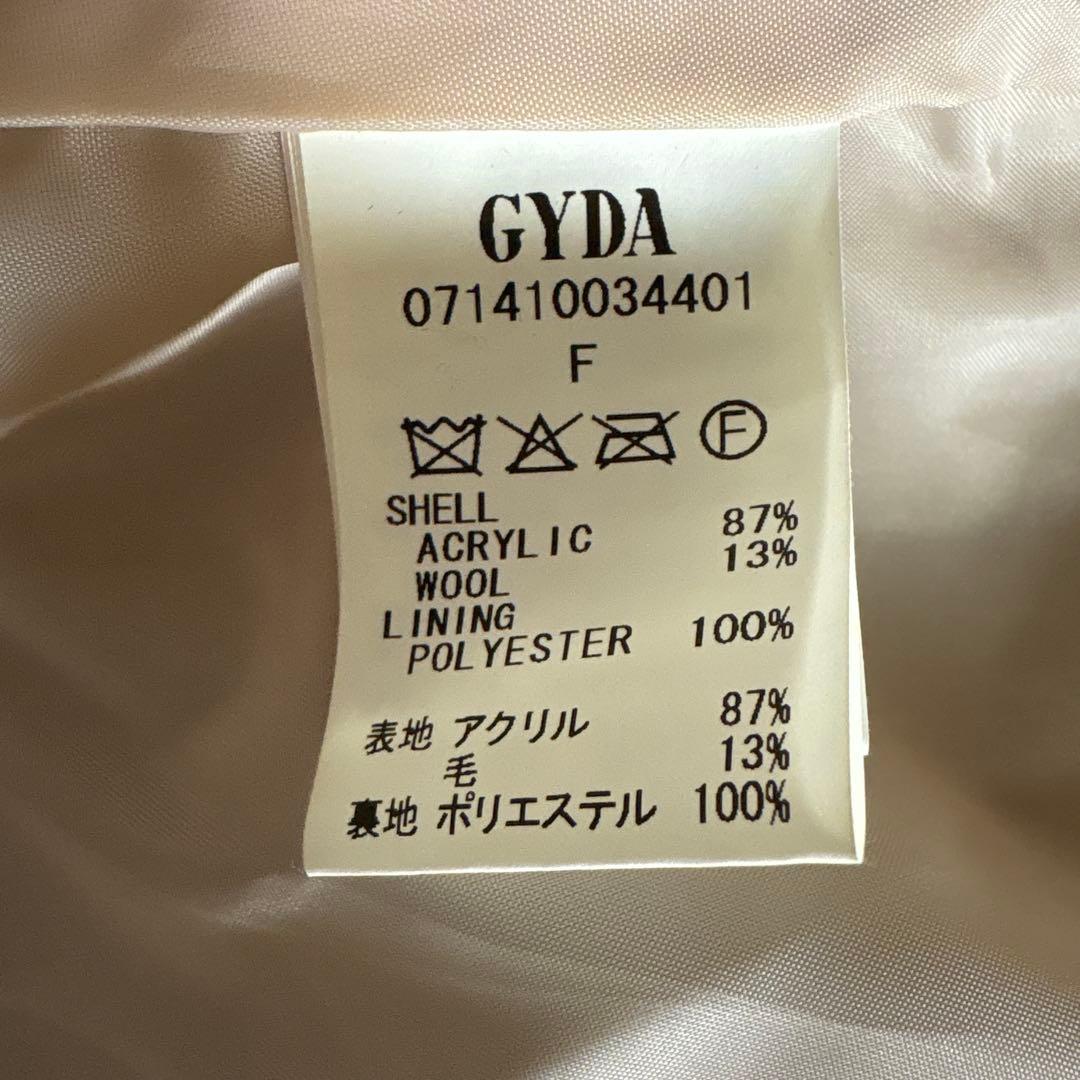 GYDA
071410034401
F
F
SHELL
ACRYLIC 87%
WOOL 13%
LINING
POLYESTER 100%
表地 アクリル 87%
毛 13%
裏地 ポリエステル 100%